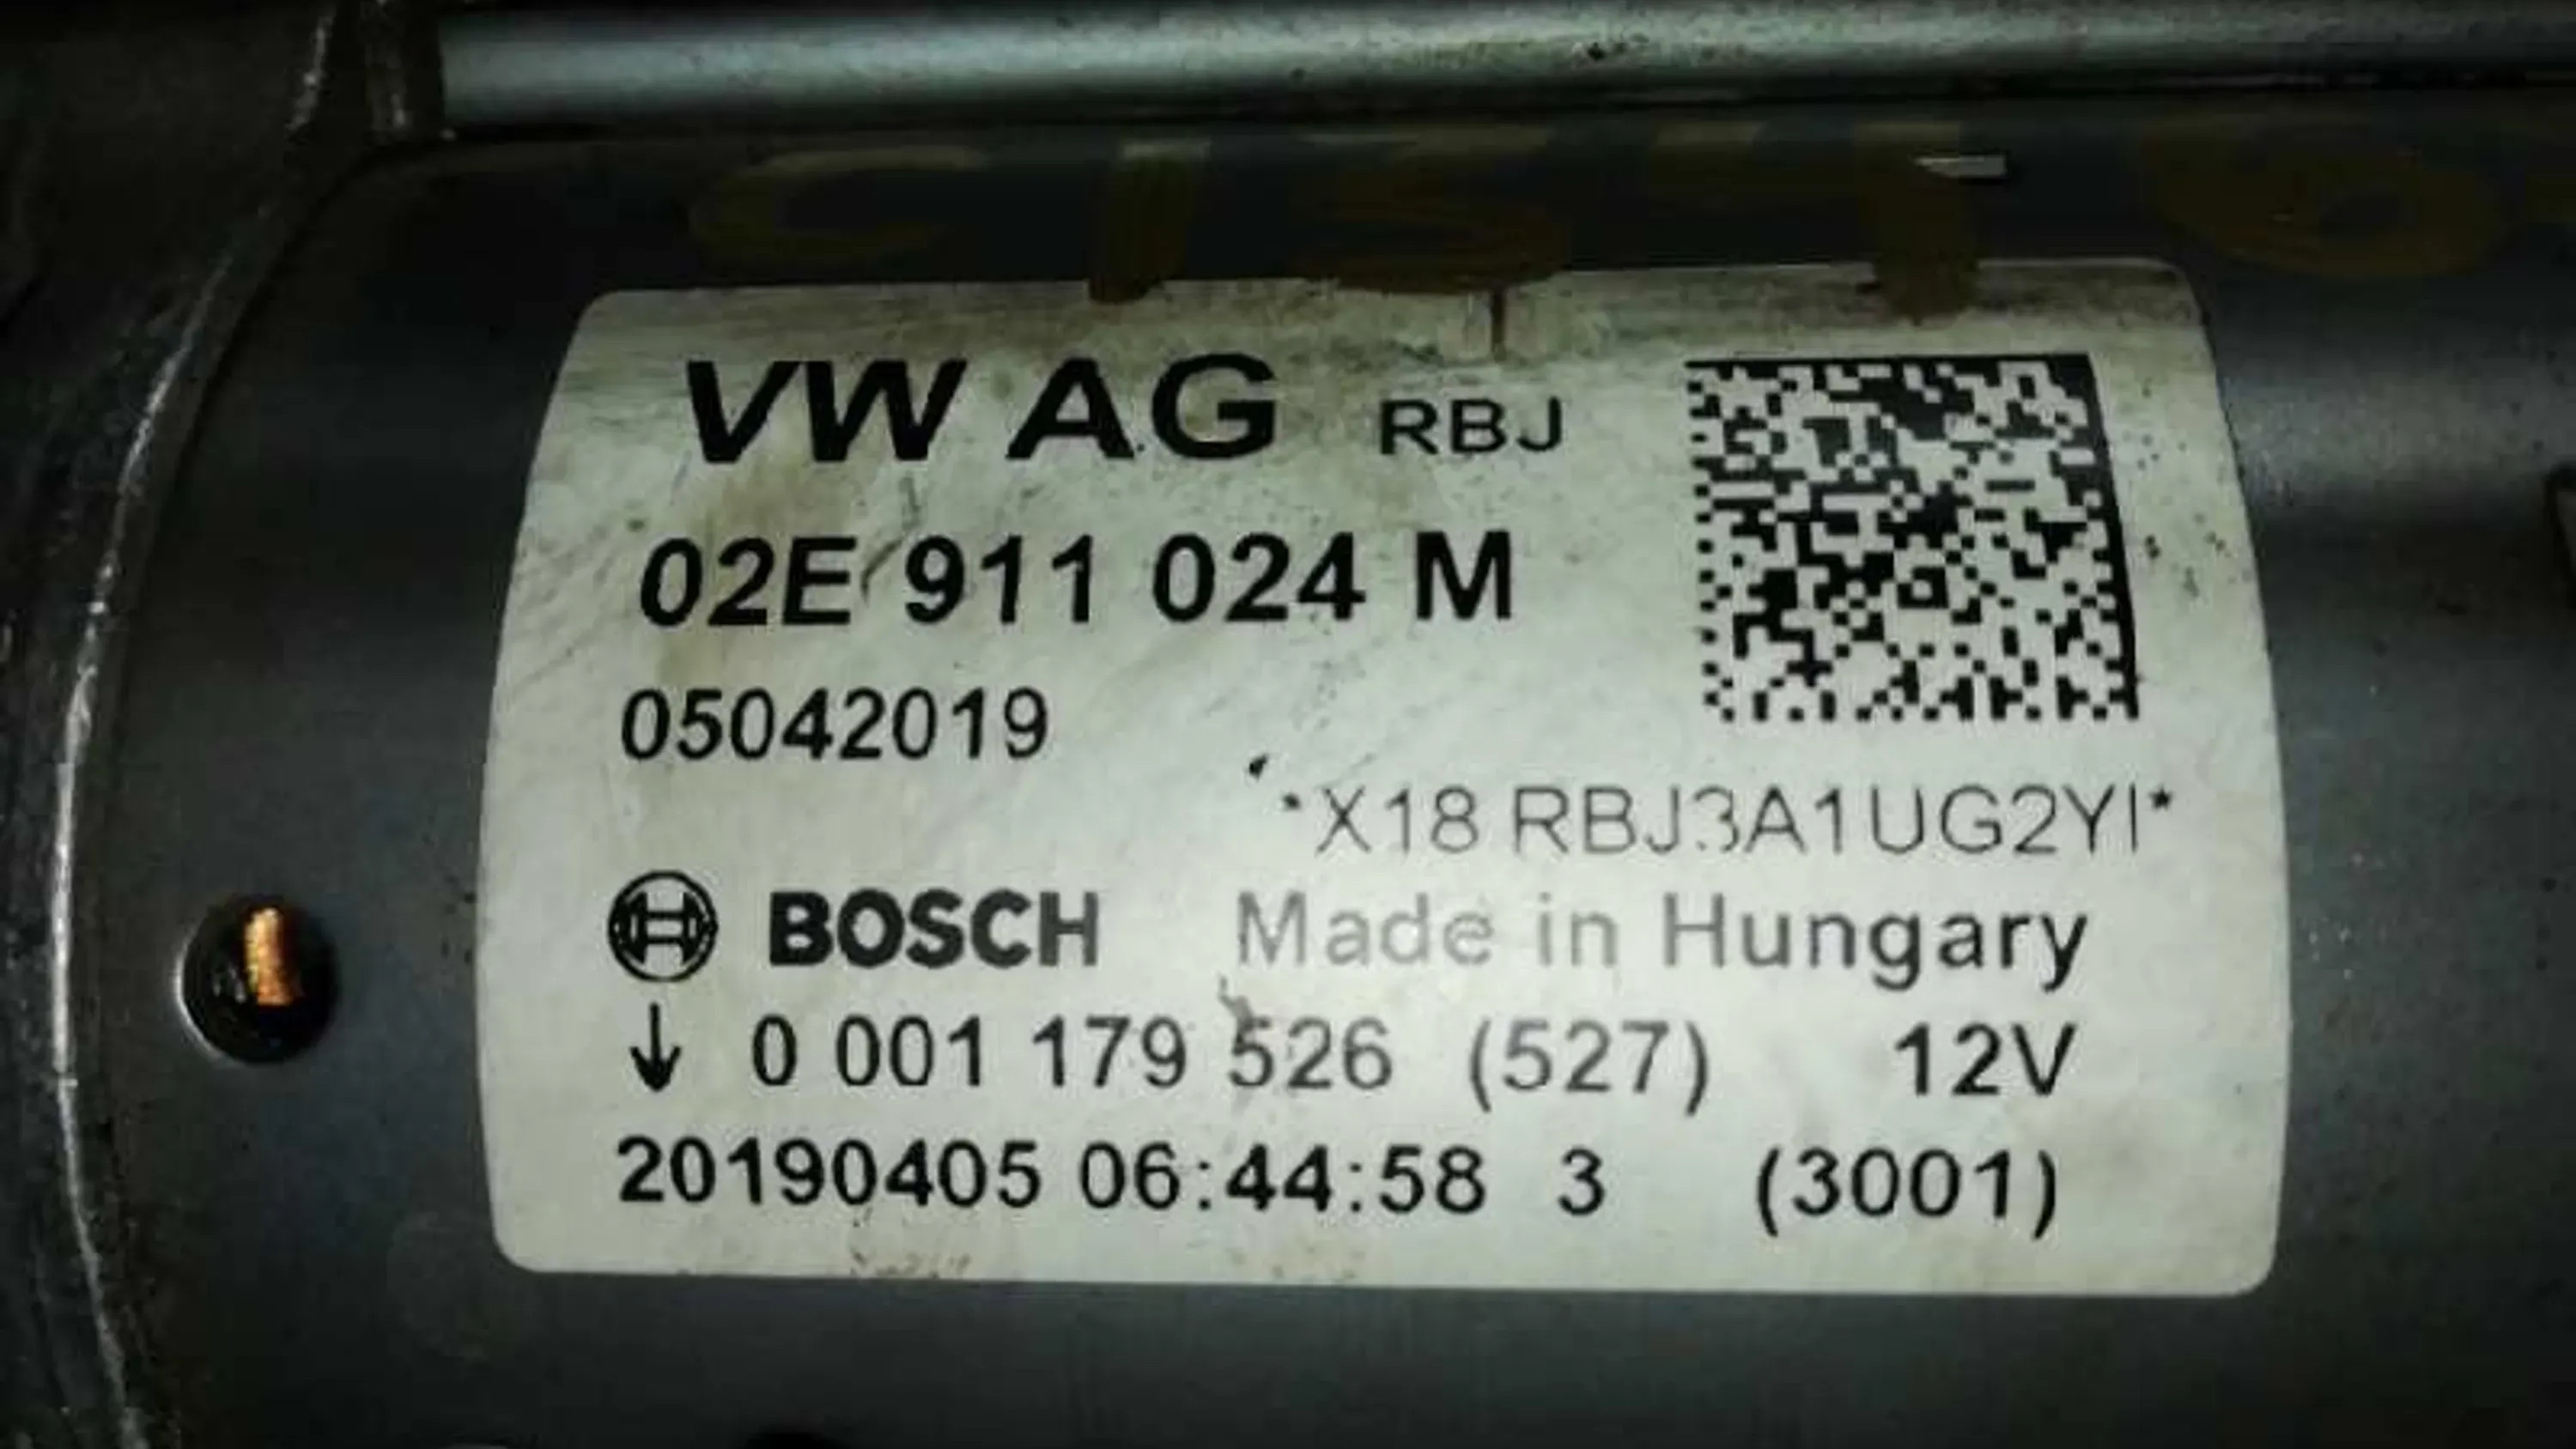 VW AG RBJ
02E 911 024 M
05042019
*X18 RBJ3A1UG2YI*
BOSCH Made in Hungary
↓ 0 001 179 526 (527) 12V
20190405 06:44:58 3 (3001)